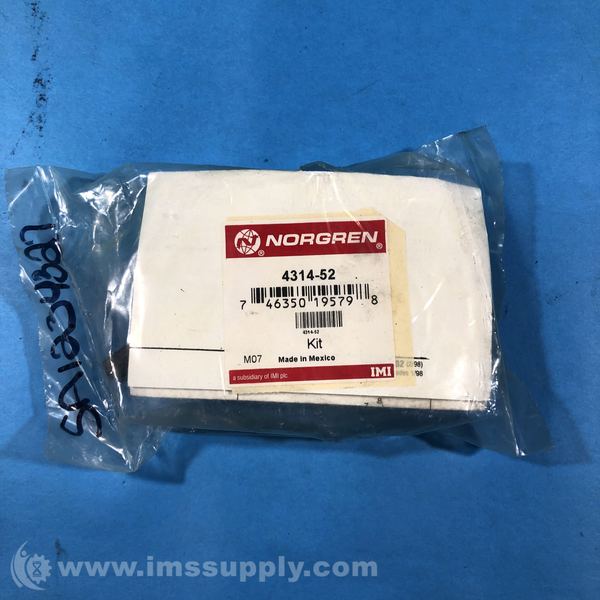 NORGREN
4314-52
7 46350 19579 8
4314-52
Kit
M07 Made in Mexico
a subsidiary of IMI plc IMI
www.imssupply.com